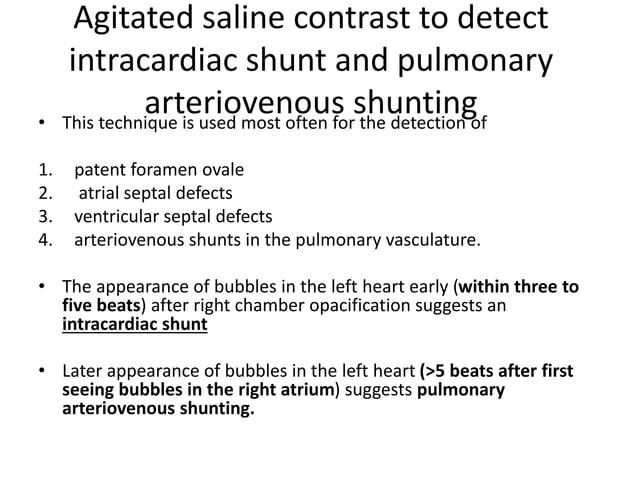 Agitated saline contrast to detect
intracardiac shunt and pulmonary
arteriovenous shunting
• This technique is used most often for the detection of
1. patent foramen ovale
2. atrial septal defects
3. ventricular septal defects
4. arteriovenous shunts in the pulmonary vasculature.
• The appearance of bubbles in the left heart early (within three to
five beats) after right chamber opacification suggests an
intracardiac shunt
• Later appearance of bubbles in the left heart (>5 beats after first
seeing bubbles in the right atrium) suggests pulmonary
arteriovenous shunting.